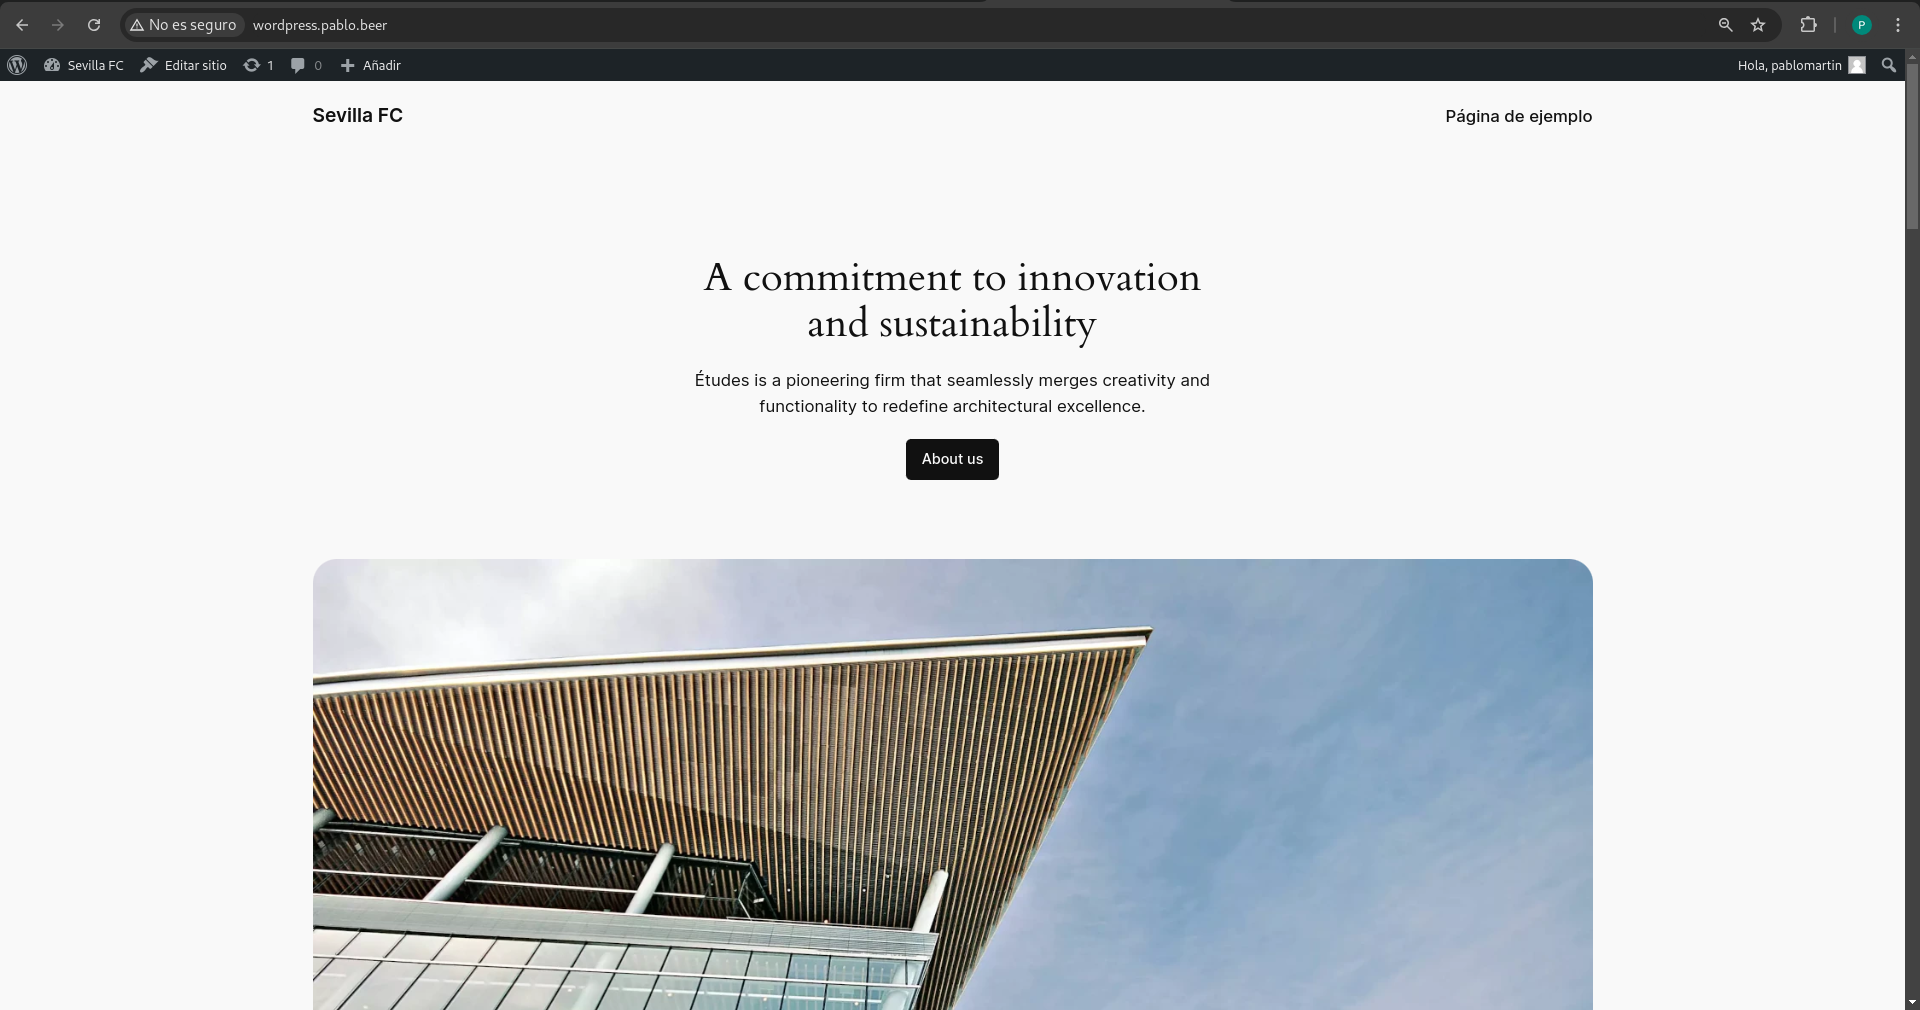 No es seguro wordpress.pablo.beer P
Sevilla FC Editar sitio 1 0 Añadir Hola, pablomartin
Sevilla FC Página de ejemplo
A commitment to innovation
and sustainability
Études is a pioneering firm that seamlessly merges creativity and
functionality to redefine architectural excellence.
About us